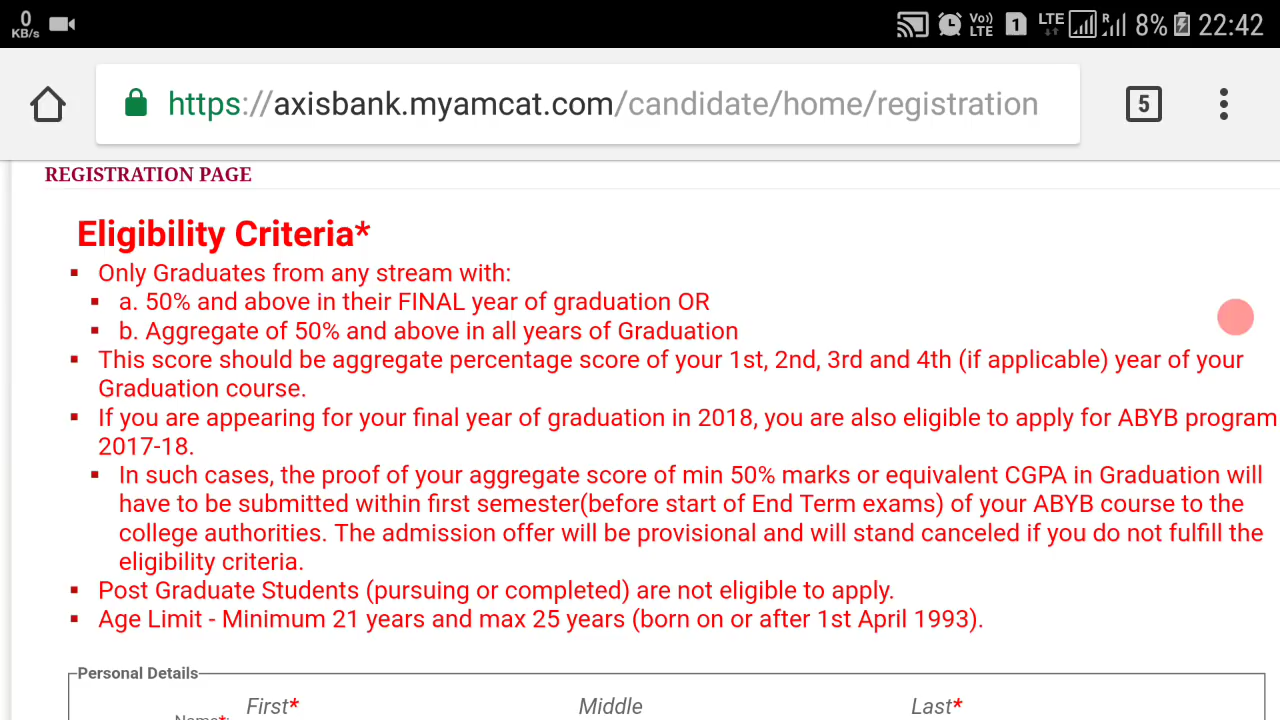 0
KB/s
Vo))
LTE
1
LTE
R
8%
22:42
https://axisbank.myamcat.com/candidate/home/registration
5
REGISTRATION PAGE
Eligibility Criteria*
Only Graduates from any stream with:
a. 50% and above in their FINAL year of graduation OR
b. Aggregate of 50% and above in all years of Graduation
This score should be aggregate percentage score of your 1st, 2nd, 3rd and 4th (if applicable) year of your
Graduation course.
If you are appearing for your final year of graduation in 2018, you are also eligible to apply for ABYB program
2017-18.
In such cases, the proof of your aggregate score of min 50% marks or equivalent CGPA in Graduation will
have to be submitted within first semester(before start of End Term exams) of your ABYB course to the
college authorities. The admission offer will be provisional and will stand canceled if you do not fulfill the
eligibility criteria.
Post Graduate Students (pursuing or completed) are not eligible to apply.
Age Limit - Minimum 21 years and max 25 years (born on or after 1st April 1993).
Personal Details
First* Middle Last*
Name*: